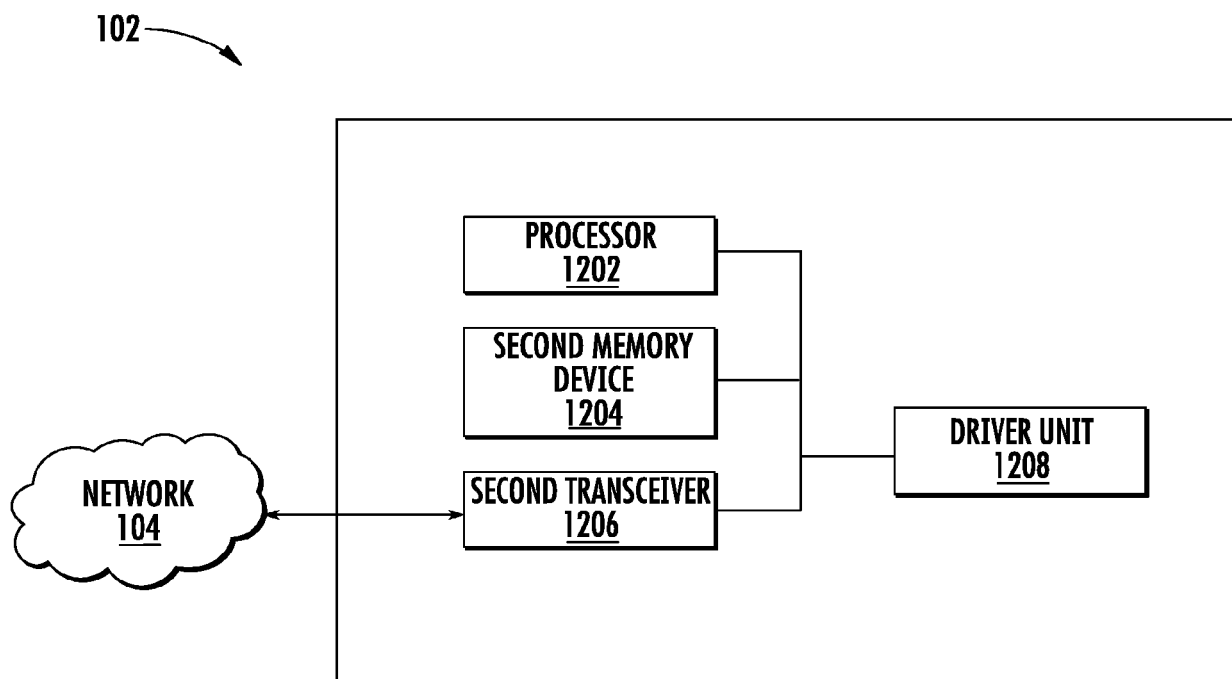 102
PROCESSOR
1202
SECOND MEMORY
DEVICE
1204
SECOND TRANSCEIVER
1206
DRIVER UNIT
1208
NETWORK
104